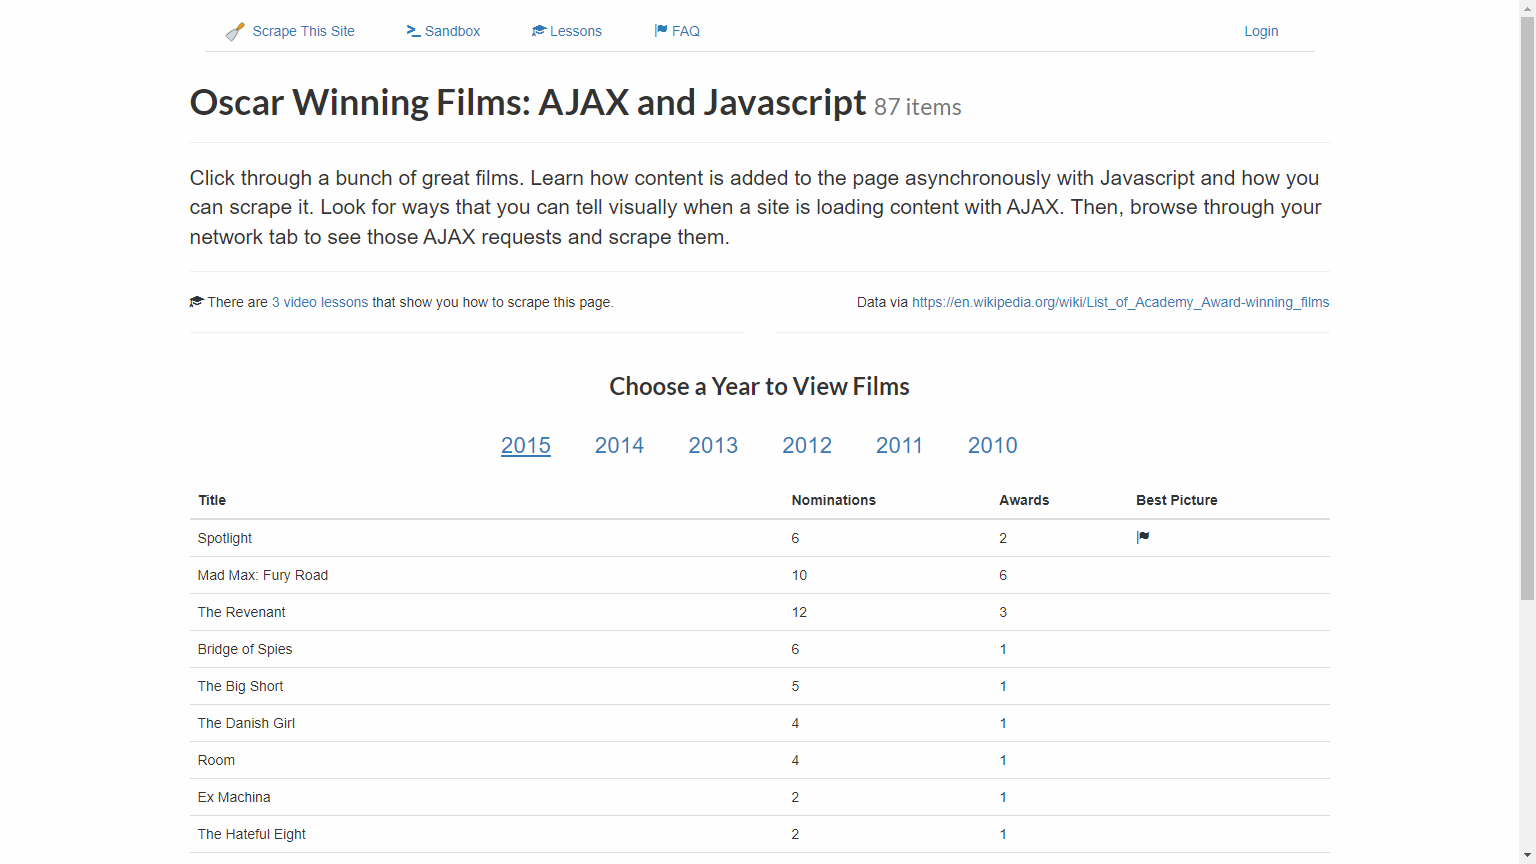 Scrape This Site Sandbox Lessons FAQ Login
Oscar Winning Films: AJAX and Javascript 87 items
Click through a bunch of great films. Learn how content is added to the page asynchronously with Javascript and how you
can scrape it. Look for ways that you can tell visually when a site is loading content with AJAX. Then, browse through your
network tab to see those AJAX requests and scrape them.
There are 3 video lessons that show you how to scrape this page.
Data via https://en.wikipedia.org/wiki/List_of_Academy_Award-winning_films
Choose a Year to View Films
2015 2014 2013 2012 2011 2010
Title Nominations Awards Best Picture
Spotlight 6 2
Mad Max: Fury Road 10 6
The Revenant 12 3
Bridge of Spies 6 1
The Big Short 5 1
The Danish Girl 4 1
Room 4 1
Ex Machina 2 1
The Hateful Eight 2 1